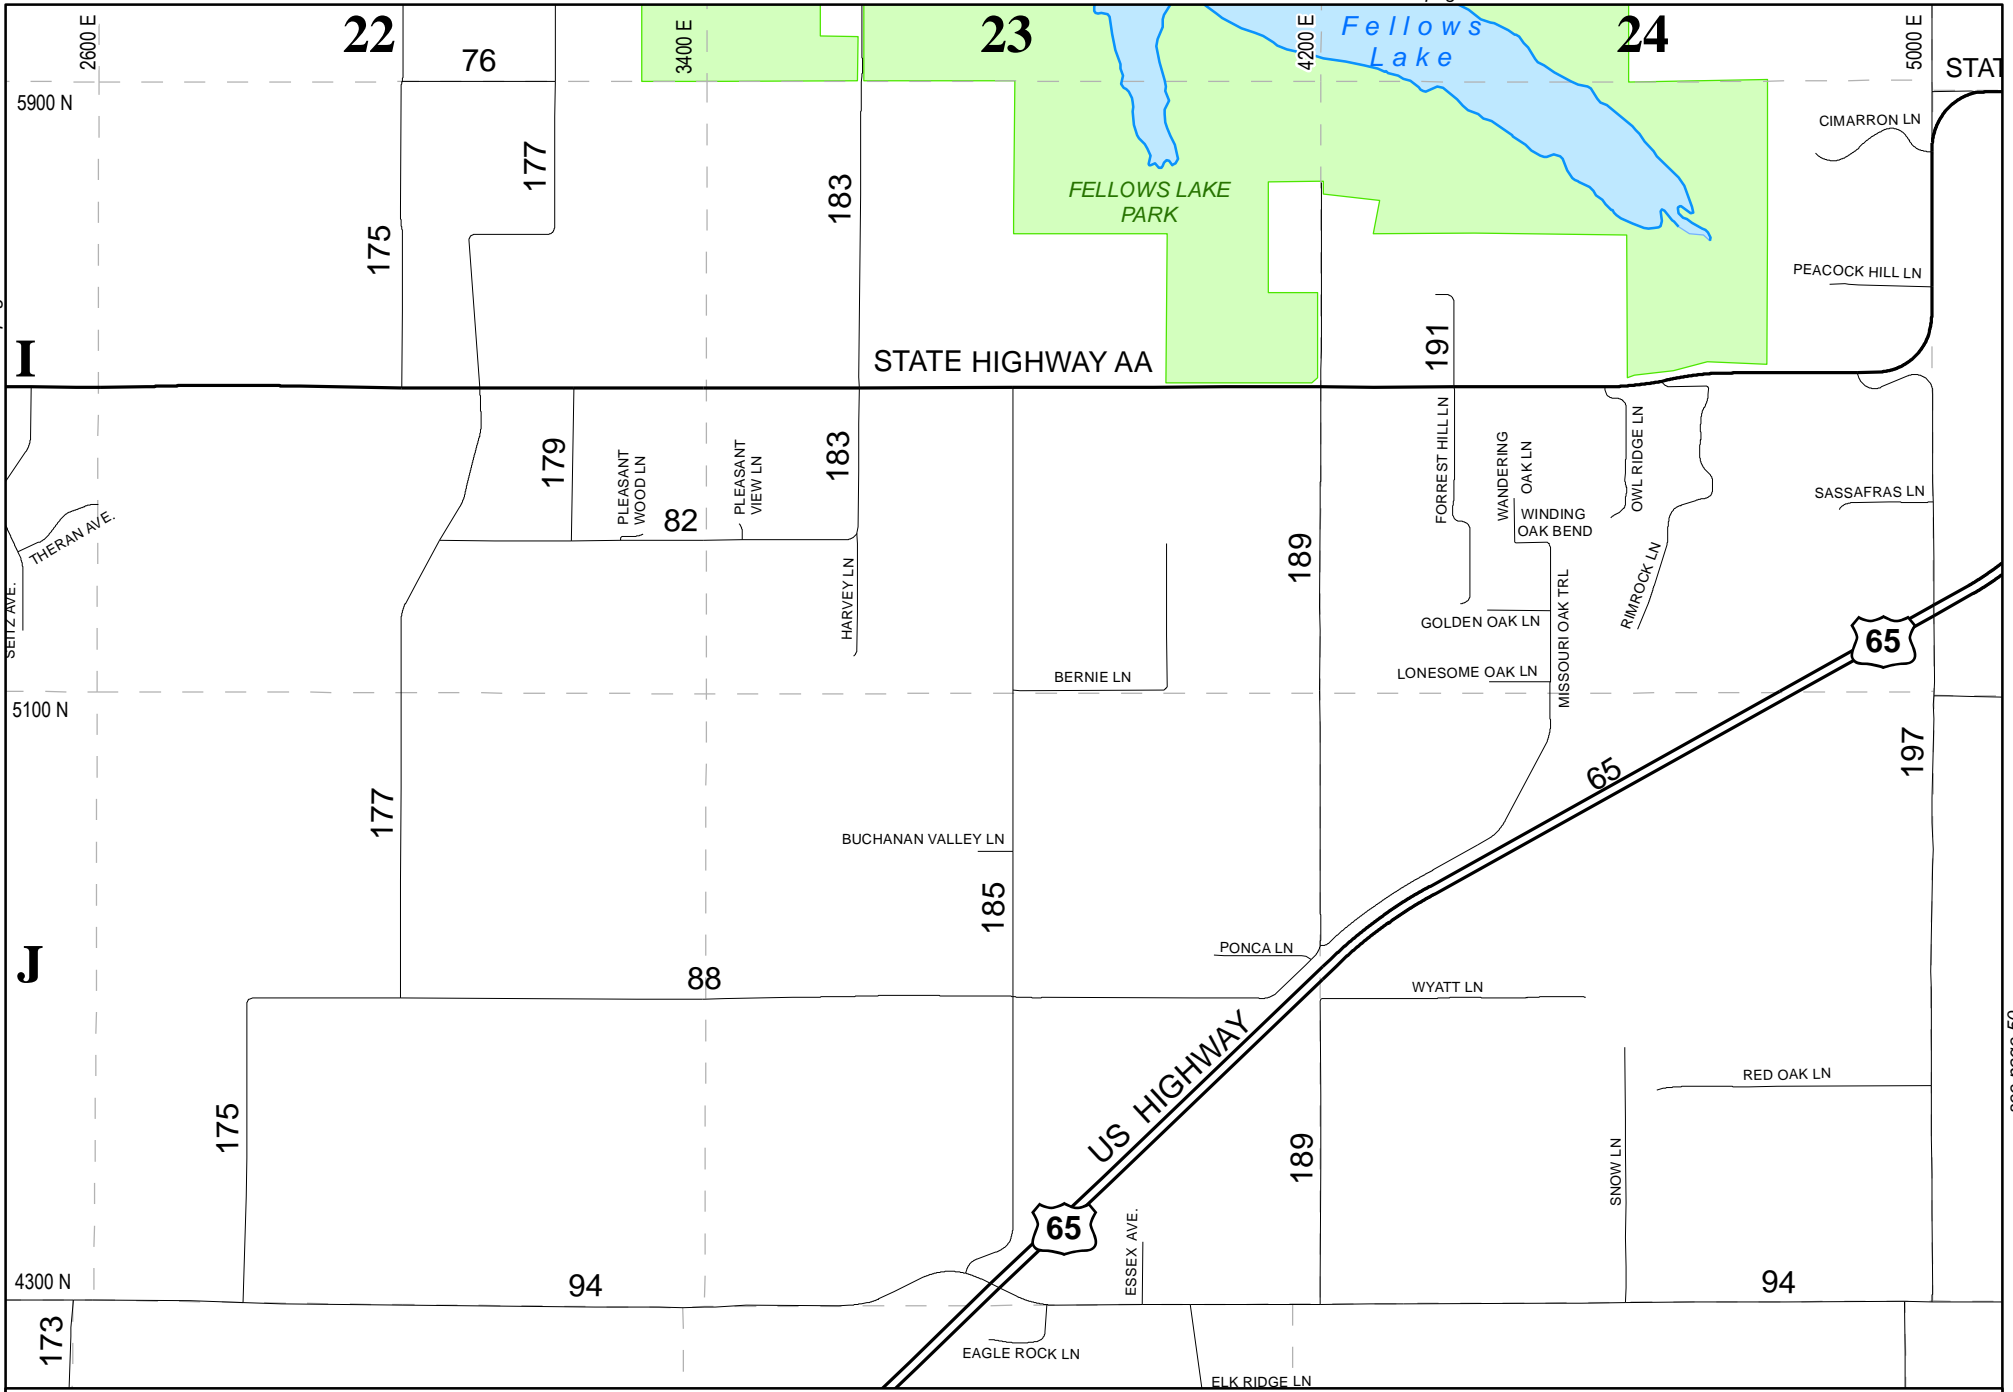 22
23
24
2600 E
3400 E
4200 E
5000 E
Fellows
Lake
76
STAT
5900 N
CIMARRON LN
177
183
175
FELLOWS LAKE
PARK
PEACOCK HILL LN
191
I
STATE HIGHWAY AA
179
PLEASANT
WOOD LN
PLEASANT
VIEW LN
183
82
FORREST HILL LN
WANDERING
OAK LN
OWL RIDGE LN
WINDING
OAK BEND
SASSAFRAS LN
THERAN AVE.
SEITZ AVE.
HARVEY LN
189
MISSOURI OAK TRL
RIMROCK LN
GOLDEN OAK LN
65
BERNIE LN
LONESOME OAK LN
5100 N
197
65
177
BUCHANAN VALLEY LN
185
PONCA LN
J
88
WYATT LN
US HIGHWAY
RED OAK LN
175
189
SNOW LN
65
ESSEX AVE.
4300 N
94
94
173
EAGLE ROCK LN
ELK RIDGE LN